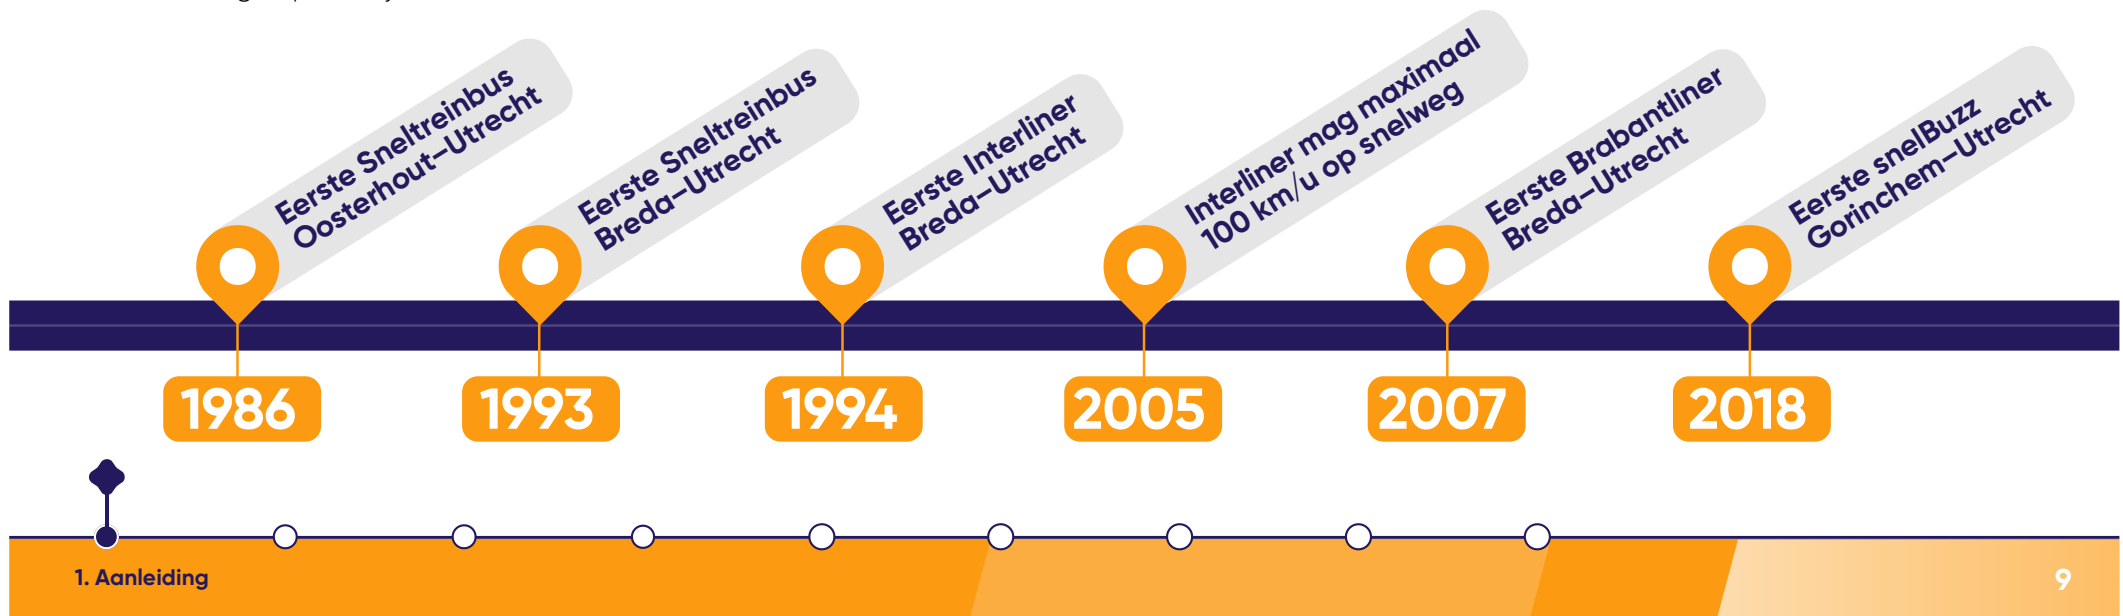 Eerste Sneltreinbus
Oosterhout–Utrecht
Eerste Sneltreinbus
Breda–Utrecht
Eerste Interliner
Breda–Utrecht
Interliner mag maximaal
100 km/u op snelweg
Eerste Brabantliner
Breda–Utrecht
Eerste snelBuzz
Gorinchem–Utrecht
1986
1993
1994
2005
2007
2018
1. Aanleiding
9